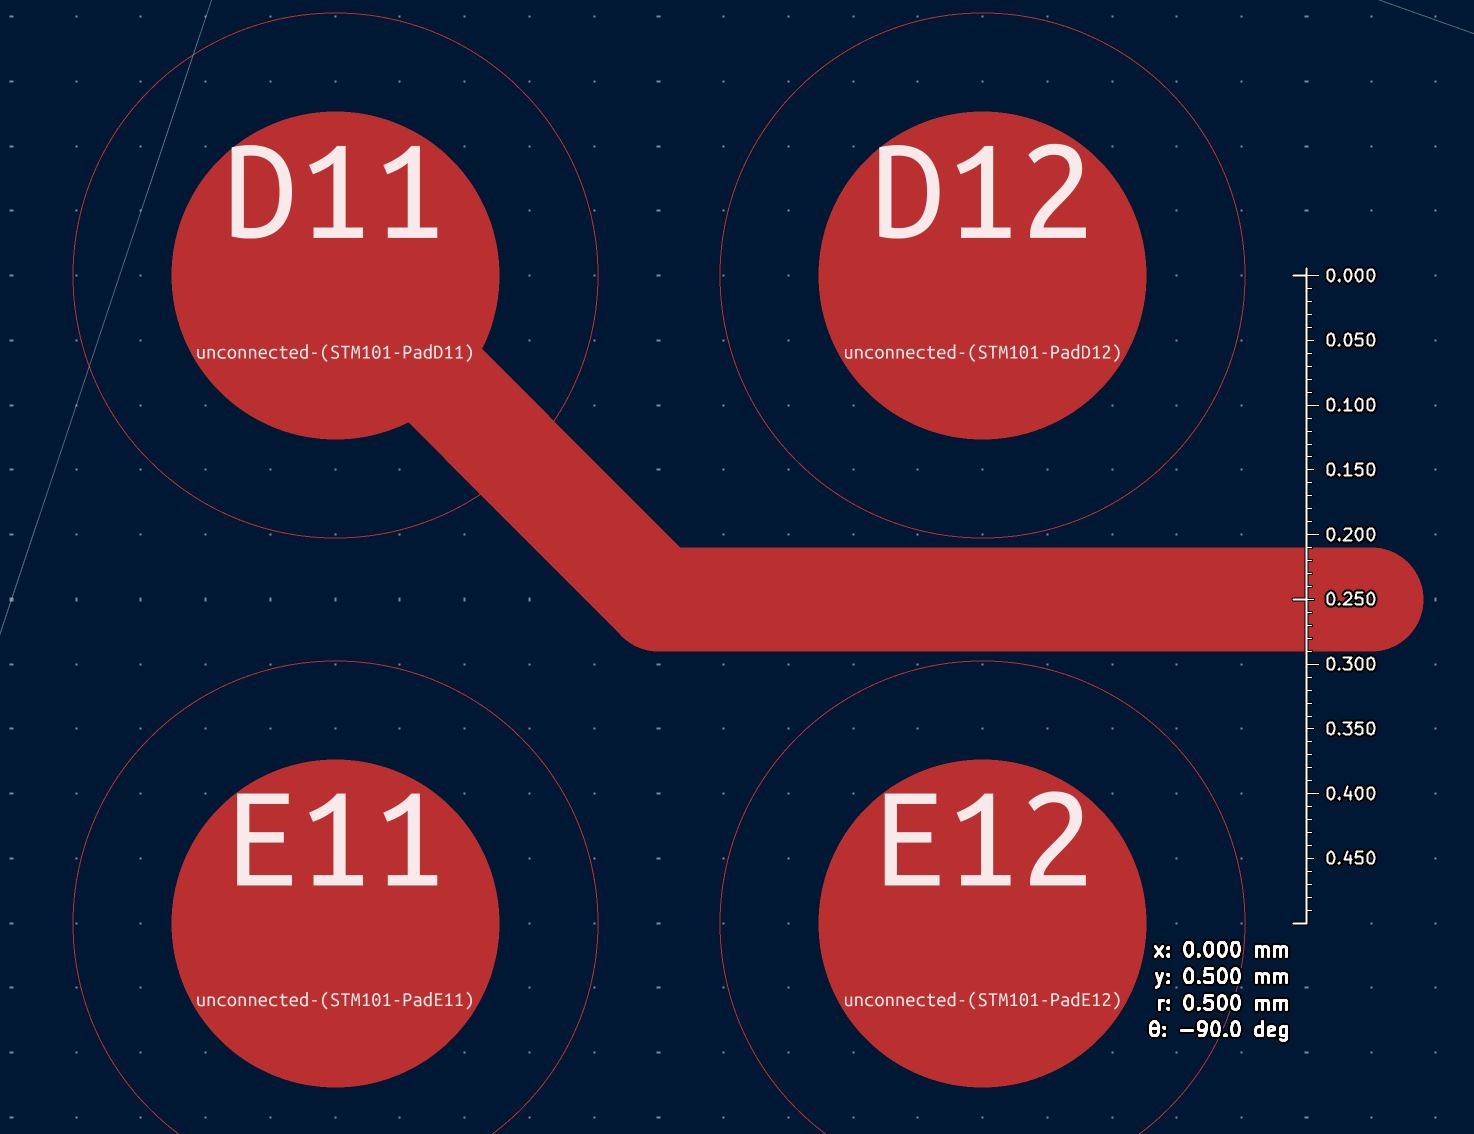 D11
unconnected-(STM101-PadD11)
D12
unconnected-(STM101-PadD12)
0.000
0.050
0.100
0.150
0.200
0.250
0.300
0.350
0.400
0.450
E11
unconnected-(STM101-PadE11)
E12
unconnected-(STM101-PadE12)
x: 0.000 mm
y: 0.500 mm
r: 0.500 mm
θ: −90.0 deg